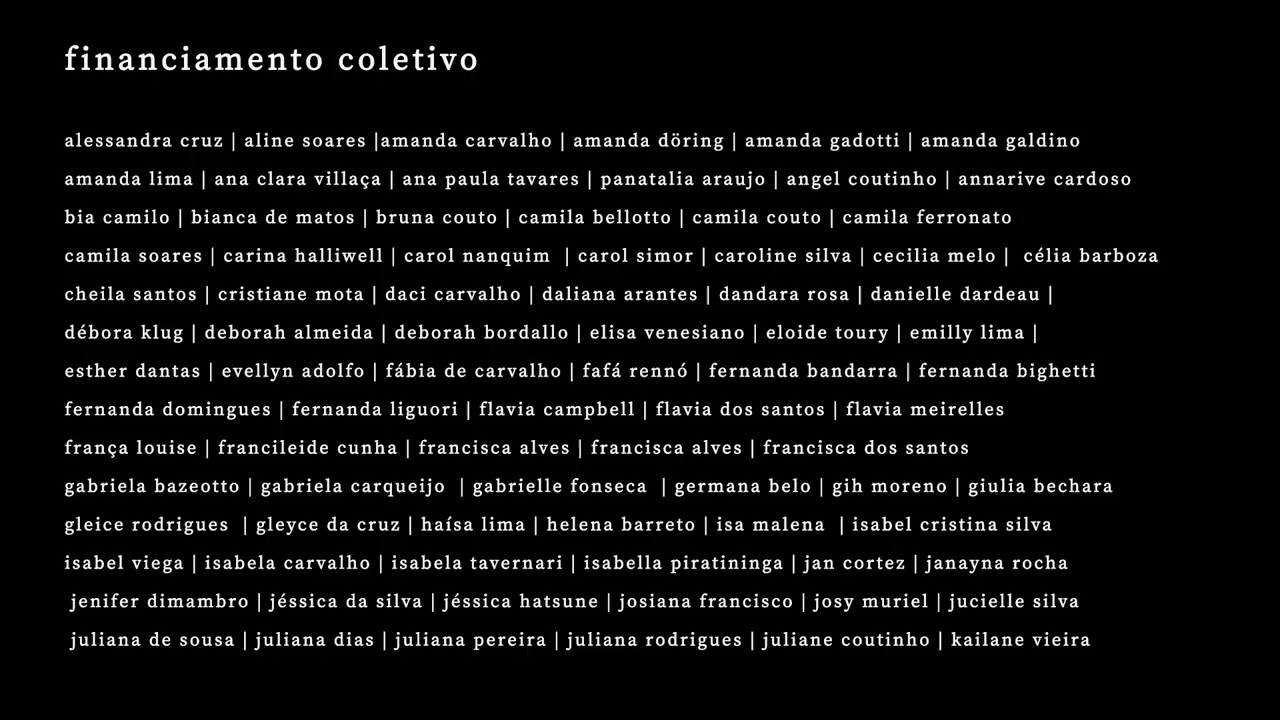 financiamento coletivo
alessandra cruz | aline soares |amanda carvalho | amanda döring | amanda gadotti | amanda galdino
amanda lima | ana clara villaça | ana paula tavares | panatalia araujo | angel coutinho | annarive cardoso
bia camilo | bianca de matos | bruna couto | camila bellotto | camila couto | camila ferronato
camila soares | carina halliwell | carol nanquim  | carol simor | caroline silva | cecilia melo |  célia barboza
cheila santos | cristiane mota | daci carvalho | daliana arantes | dandara rosa | danielle dardeau |
débora klug | deborah almeida | deborah bordallo | elisa venesiano | eloide toury | emilly lima |
esther dantas | evellyn adolfo | fábia de carvalho | fafá rennó | fernanda bandarra | fernanda bighetti
fernanda domingues | fernanda liguori | flavia campbell | flavia dos santos | flavia meirelles
frança louise | francileide cunha | francisca alves | francisca alves | francisca dos santos
gabriela bazeotto | gabriela carqueijo  | gabrielle fonseca  | germana belo | gih moreno | giulia bechara
gleice rodrigues  | gleyce da cruz | haísa lima | helena barreto | isa malena  | isabel cristina silva
isabel viega | isabela carvalho | isabela tavernari | isabella piratininga | jan cortez | janayna rocha
jenifer dimambro | jéssica da silva | jéssica hatsune | josiana francisco | josy muriel | jucielle silva
juliana de sousa | juliana dias | juliana pereira | juliana rodrigues | juliane coutinho | kailane vieira